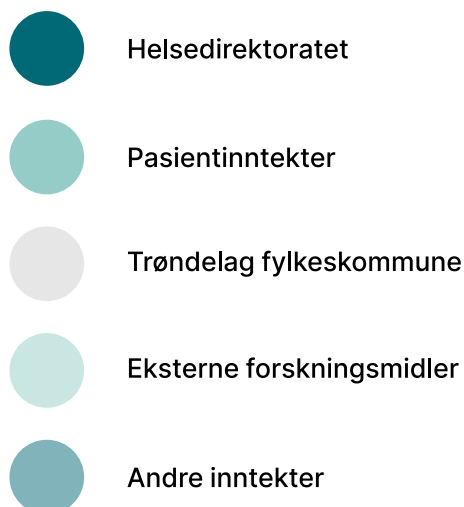 Helsedirektoratet
Pasientinntekter
Trøndelag fylkeskommune
Eksterne forskningsmidler
Andre inntekter